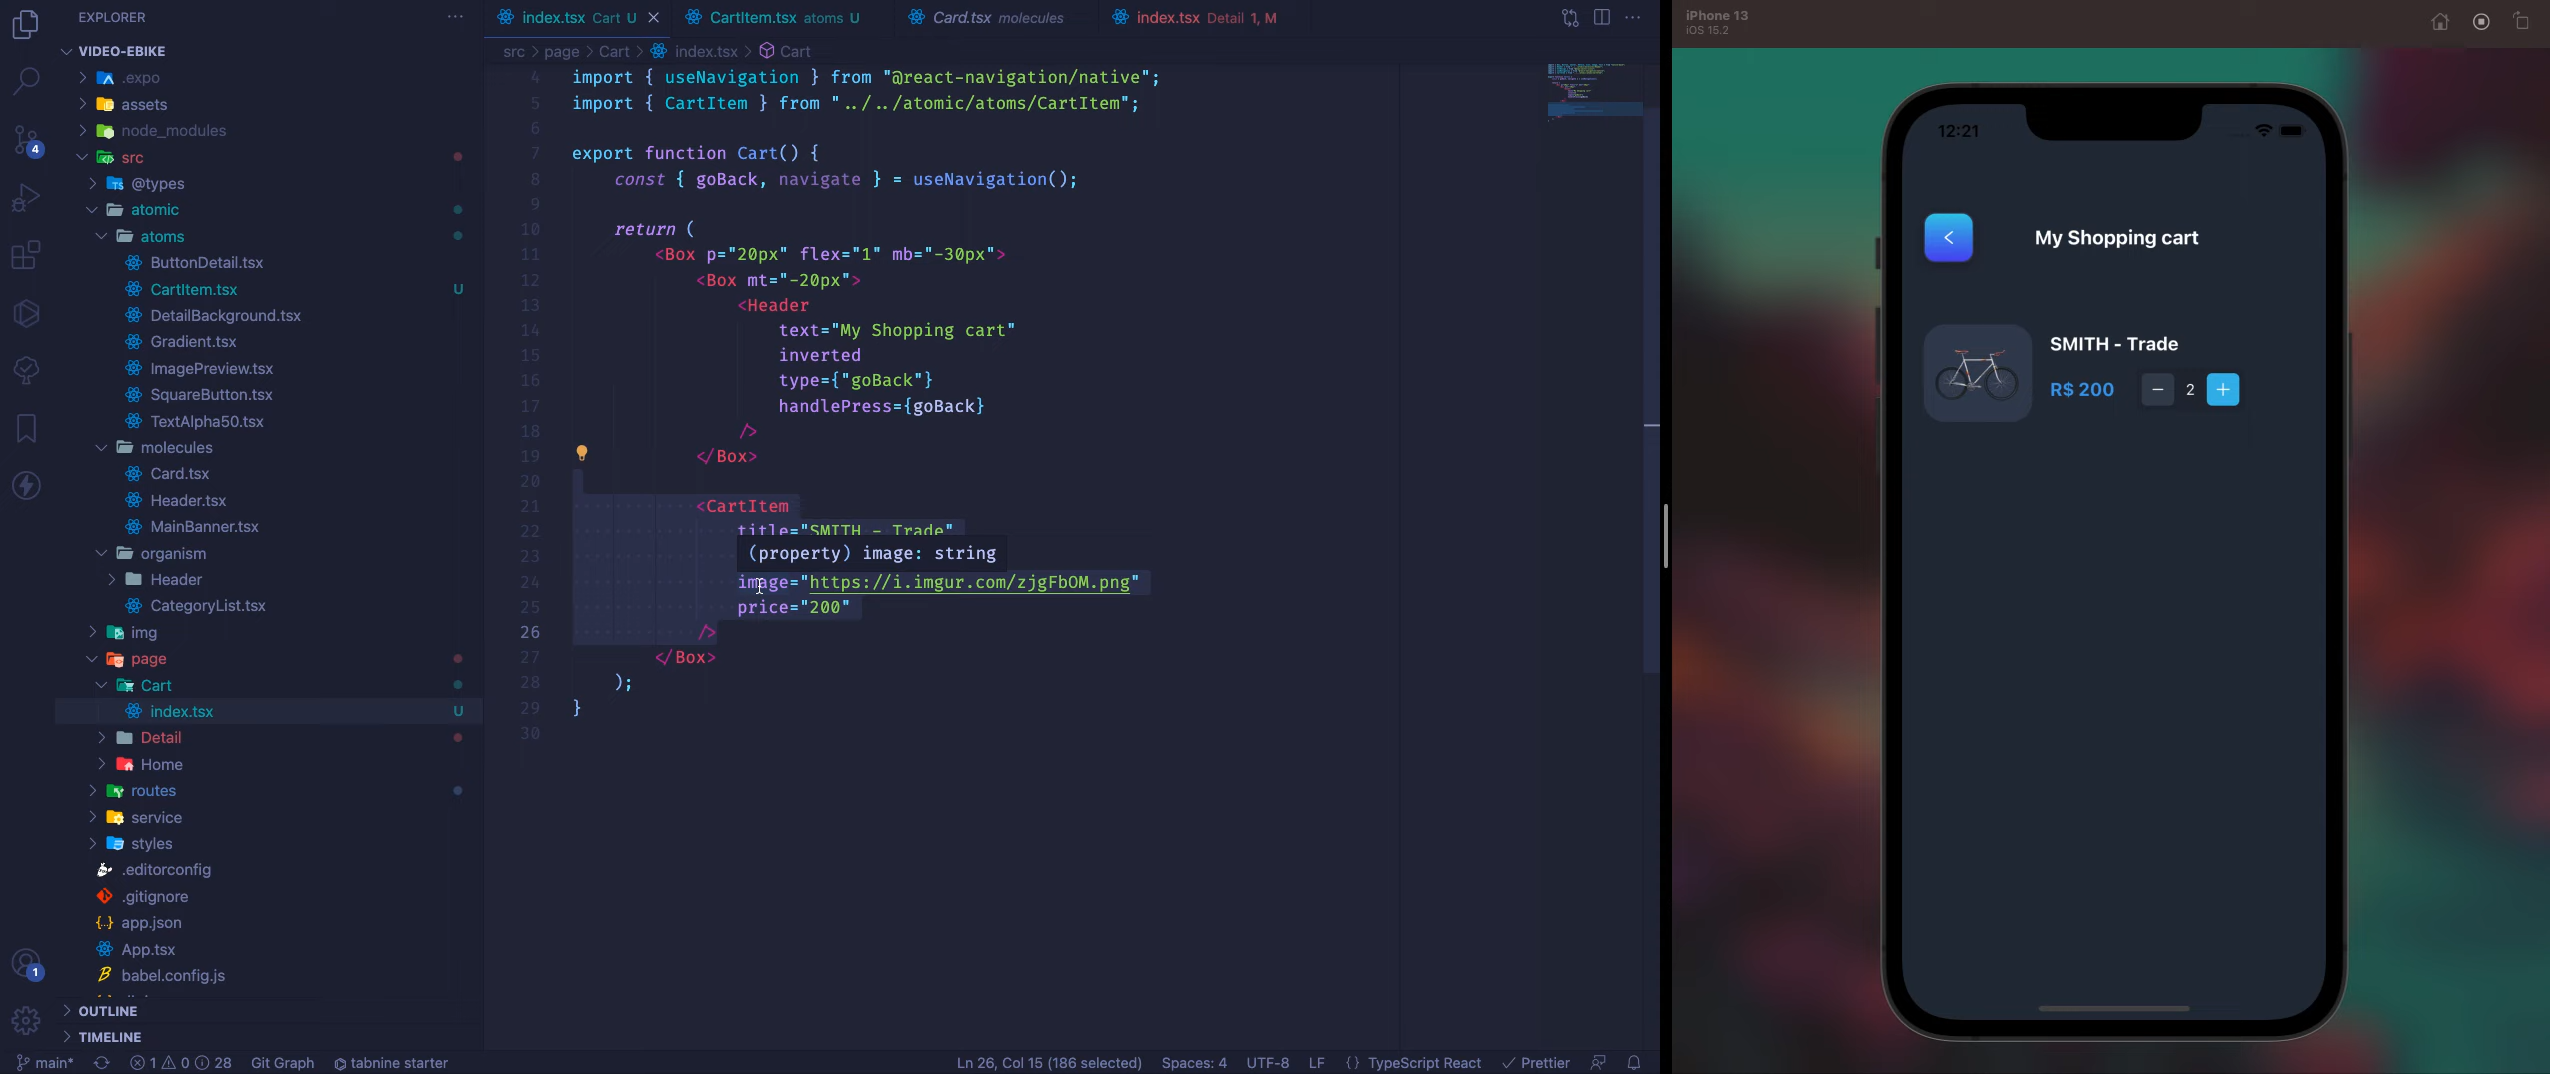 EXPLORER
VIDEO-EBIKE
.expo
assets
node_modules
src
@types
atomic
atoms
ButtonDetail.tsx
CartItem.tsx U
DetailBackground.tsx
Gradient.tsx
ImagePreview.tsx
SquareButton.tsx
TextAlpha50.tsx
molecules
Card.tsx
Header.tsx
MainBanner.tsx
organism
Header
CategoryList.tsx
img
page
Cart
index.tsx U
Detail
Home
routes
service
styles
.editorconfig
.gitignore
app.json
App.tsx
babel.config.js
OUTLINE
TIMELINE
4
1
index.tsx Cart U
CartItem.tsx atoms U
Card.tsx molecules
index.tsx Detail 1, M
src > page > Cart > index.tsx > Cart
4 import { useNavigation } from "@react-navigation/native";
5 import { CartItem } from "../../atomic/atoms/CartItem";
6
7 export function Cart() {
8 const { goBack, navigate } = useNavigation();
9
10 return (
11 <Box p="20px" flex="1" mb="-30px">
12 <Box mt="-20px">
13 <Header
14 text="My Shopping cart"
15 inverted
16 type={"goBack"}
17 handlePress={goBack}
18 />
19 </Box>
20
21 <CartItem
22 title="SMITH - Trade"
23 (property) image: string
24 image="https://i.imgur.com/zjgFbOM.png"
25 price="200"
26 />
27 </Box>
28 );
29 }
30
main* 1 0 28 Git Graph tabnine starter
Ln 26, Col 15 (186 selected) Spaces: 4 UTF-8 LF {} TypeScript React Prettier
iPhone 13
iOS 15.2
12:21
My Shopping cart
SMITH - Trade
R$ 200 − 2 +